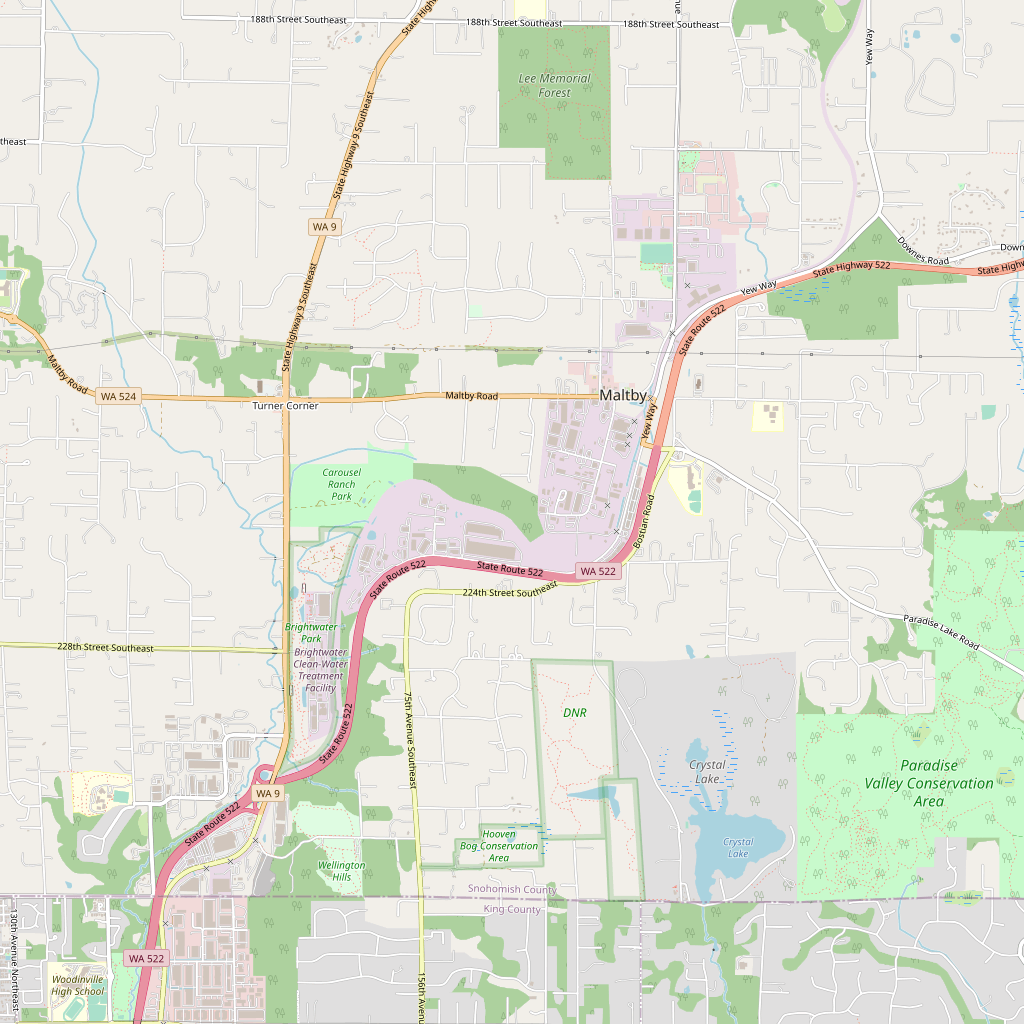 188th Street Southeast
188th Street Southeast
188th Street Southeast
State High
Yew Way
Lee Memorial
Forest
theast
State Highway 9 Southeast
WA 9
Downes Road
Down
State Highway 522
State High
Yew Way
State Route 522
State Highway 9 Southeast
Maltby Road
WA 524
Turner Corner
Maltby Road
Maltby
Yew Way
Carousel
Ranch
Park
Bostian Road
State Route 522
State Route 522
WA 522
224th Street Southeast
Brightwater
Park
Brightwater
Clean-Water
Treatment
Facility
228th Street Southeast
Paradise Lake Road
75th Avenue Southeast
State Route 522
DNR
Crystal
Lake
Paradise
Valley Conservation
Area
WA 9
State Route 522
Hooven
Bog Conservation
Area
Crystal
Lake
Wellington
Hills
Snohomish County
King County
130th Avenue Northeast
WA 522
Woodinville
High School
156th Avenu